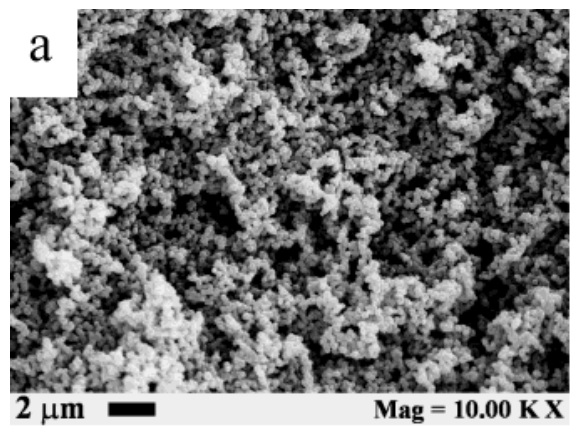 a
2 μm
Mag = 10.00 K X